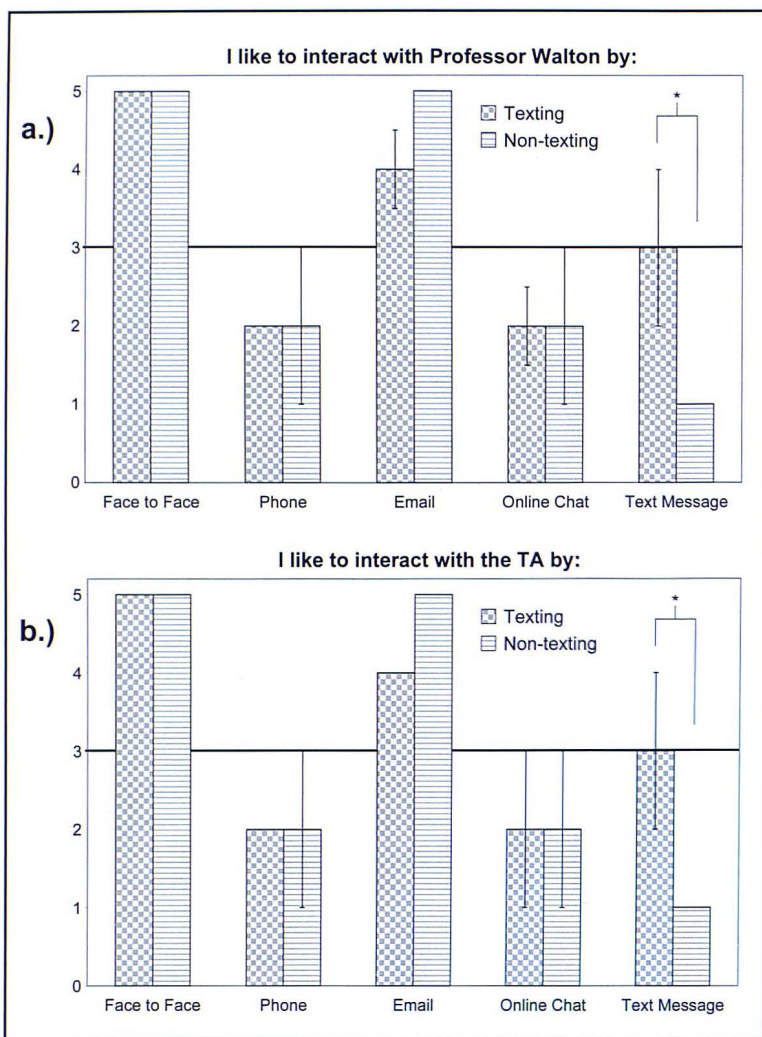 I like to interact with Professor Walton by:
a.)
5
4
3
2
1
0
*
Texting
Non-texting
Face to Face Phone Email Online Chat Text Message
I like to interact with the TA by:
b.)
5
4
3
2
1
0
*
Texting
Non-texting
Face to Face Phone Email Online Chat Text Message